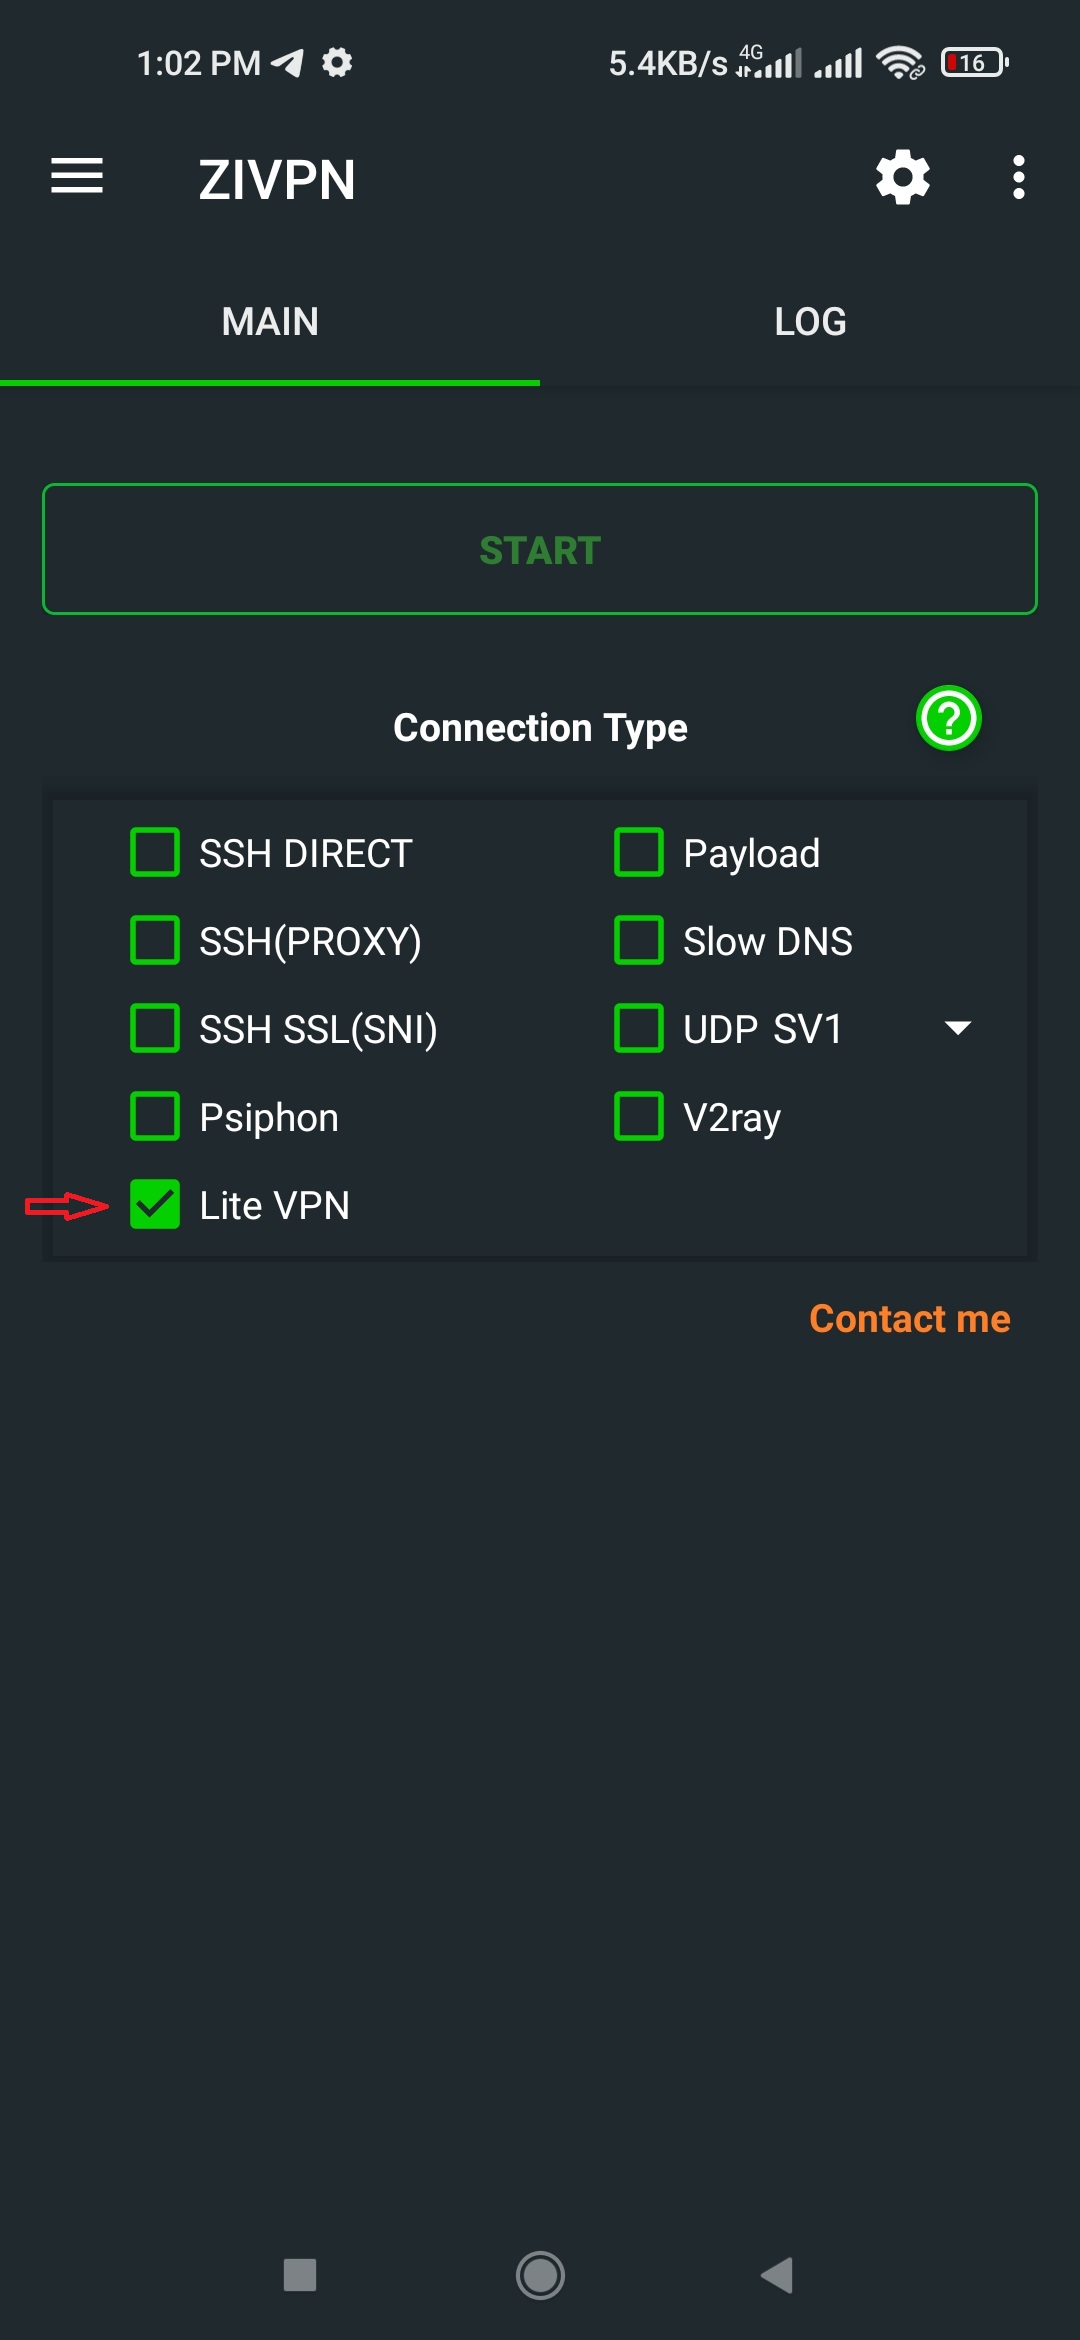 1:02 PM 5.4KB/s 4G 16
ZIVPN
MAIN LOG
START
Connection Type ?
SSH DIRECT Payload
SSH(PROXY) Slow DNS
SSH SSL(SNI) UDP SV1
Psiphon V2ray
Lite VPN
Contact me